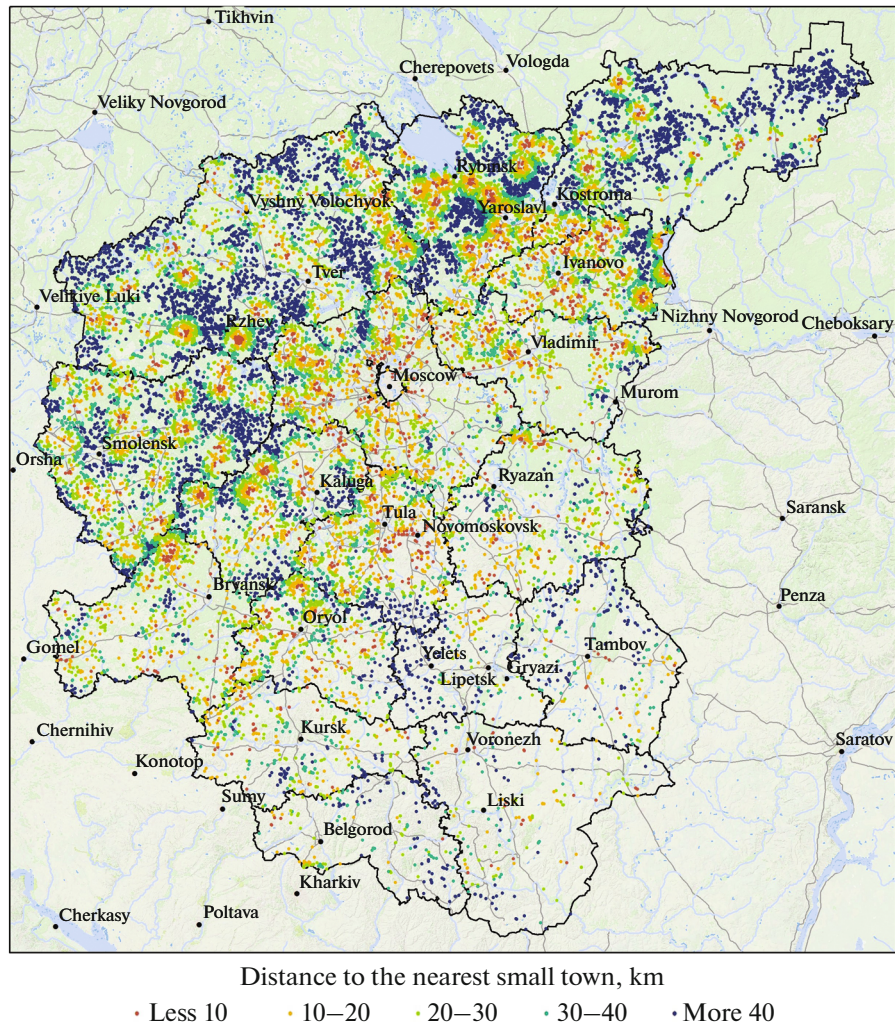 Tikhvin
Cherepovets
Vologda
Veliky Novgorod
Rybinsk
Vyshny Volochyok
Yaroslavl
Kostroma
Tver
Ivanovo
Velikiye Luki
Rzhev
Nizhny Novgorod
Cheboksary
Vladimir
Moscow
Murom
Smolensk
Orsha
Kaluga
Ryazan
Tula
Novomoskovsk
Saransk
Bryansk
Penza
Oryol
Gomel
Yelets
Tambov
Lipetsk
Gryazi
Chernihiv
Kursk
Voronezh
Saratov
Konotop
Sumy
Liski
Belgorod
Kharkiv
Cherkasy
Poltava
Distance to the nearest small town, km
Less 10 10–20 20–30 30–40 More 40